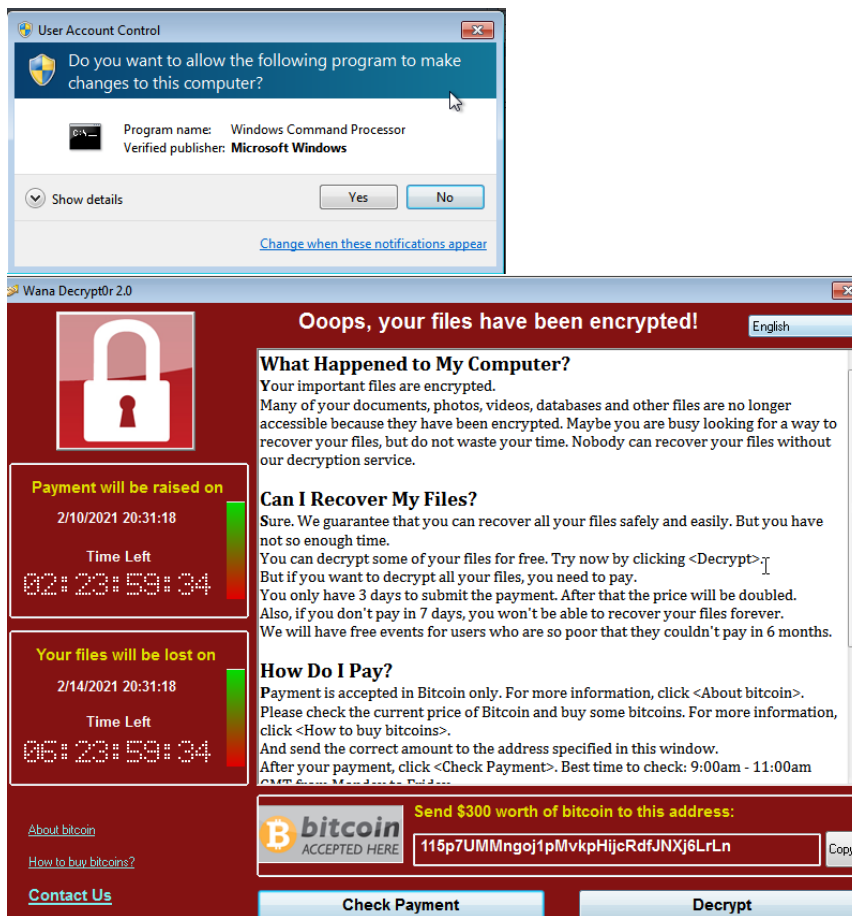 User Account Control
Do you want to allow the following program to make
changes to this computer?
Program name: Windows Command Processor
Verified publisher: Microsoft Windows
Show details
Yes
No
Change when these notifications appear
Wana Decrypt0r 2.0
Ooops, your files have been encrypted!
English
What Happened to My Computer?
Your important files are encrypted.
Many of your documents, photos, videos, databases and other files are no longer
accessible because they have been encrypted. Maybe you are busy looking for a way to
recover your files, but do not waste your time. Nobody can recover your files without
our decryption service.
Can I Recover My Files?
Sure. We guarantee that you can recover all your files safely and easily. But you have
not so enough time.
You can decrypt some of your files for free. Try now by clicking <Decrypt>.
But if you want to decrypt all your files, you need to pay.
You only have 3 days to submit the payment. After that the price will be doubled.
Also, if you don't pay in 7 days, you won't be able to recover your files forever.
We will have free events for users who are so poor that they couldn't pay in 6 months.
How Do I Pay?
Payment is accepted in Bitcoin only. For more information, click <About bitcoin>.
Please check the current price of Bitcoin and buy some bitcoins. For more information,
click <How to buy bitcoins>.
And send the correct amount to the address specified in this window.
After your payment, click <Check Payment>. Best time to check: 9:00am - 11:00am
GMT from Monday to Friday.
Payment will be raised on
2/10/2021 20:31:18
Time Left
02:23:59:34
Your files will be lost on
2/14/2021 20:31:18
Time Left
06:23:59:34
About bitcoin
How to buy bitcoins?
Contact Us
bitcoin
ACCEPTED HERE
Send $300 worth of bitcoin to this address:
115p7UMMngoj1pMvkpHijcRdfJNXj6LrLn
Copy
Check Payment
Decrypt